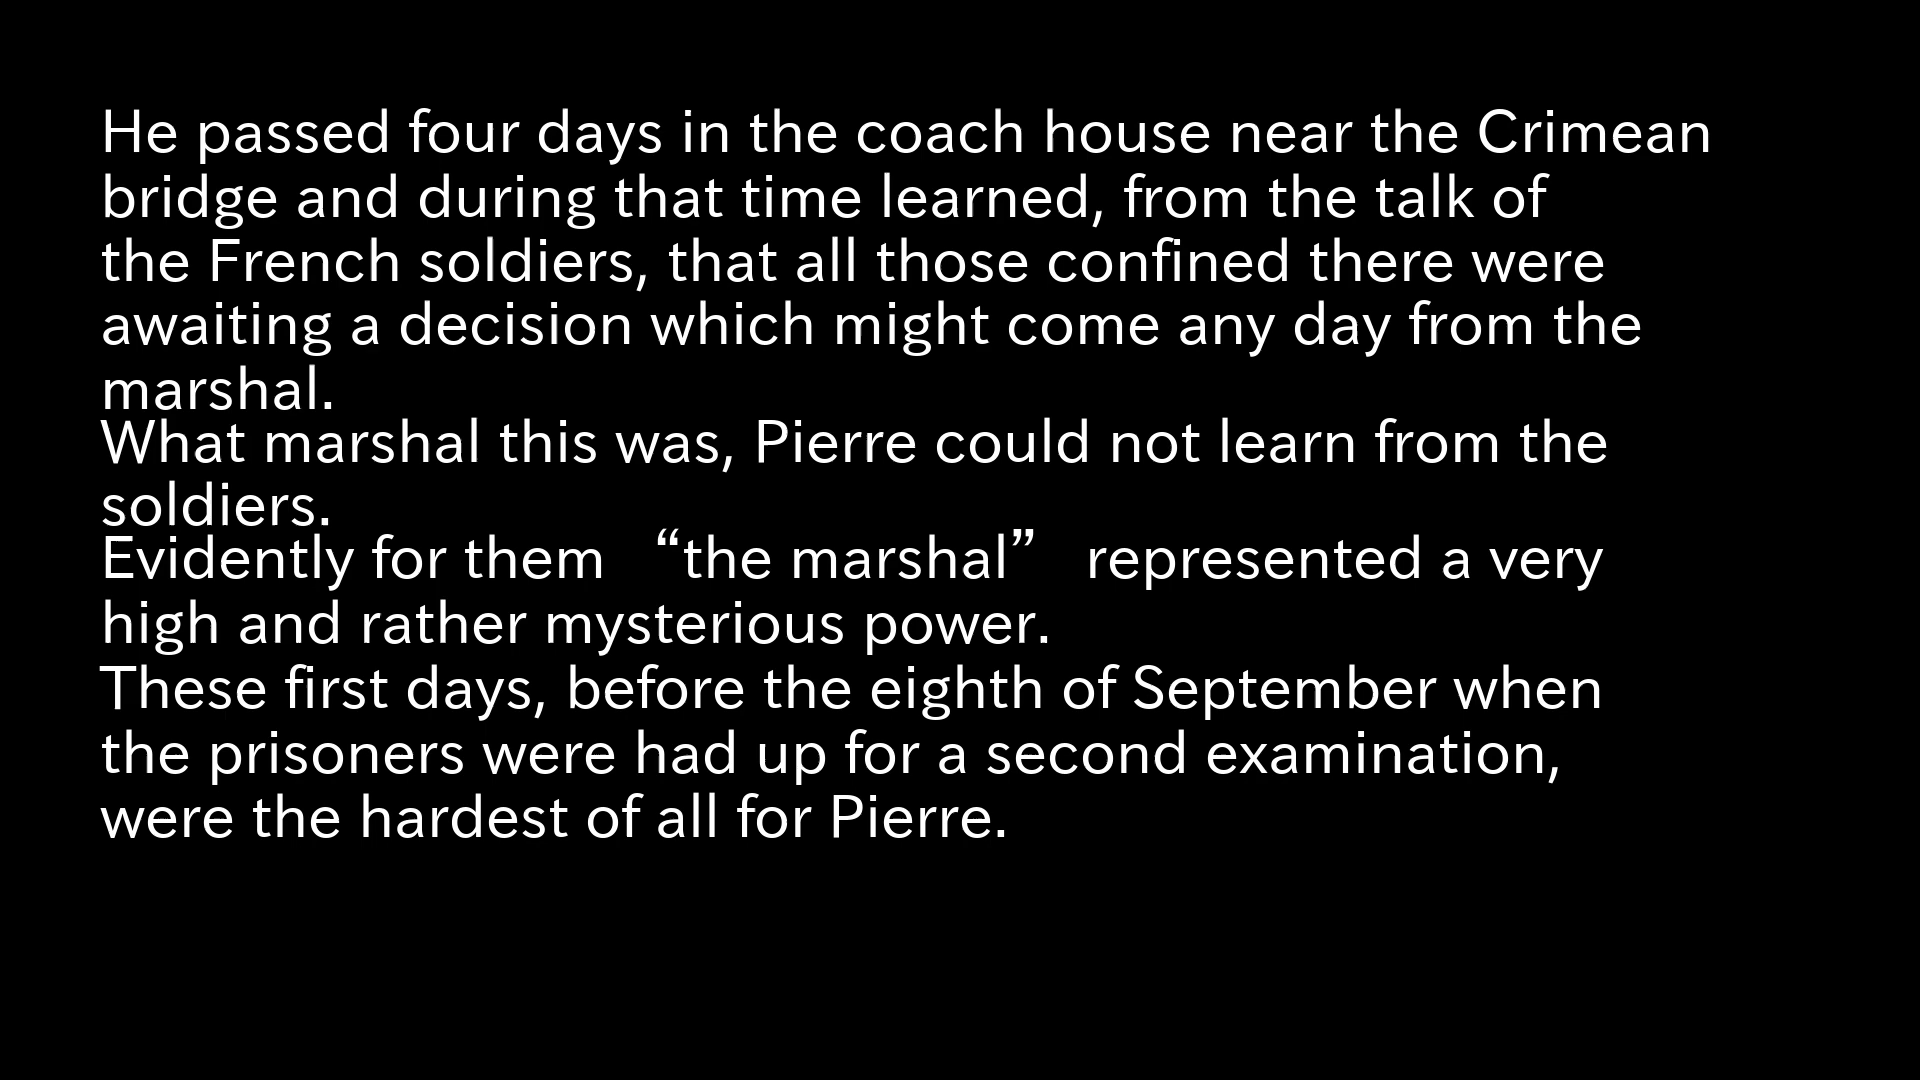 He passed four days in the coach house near the Crimean
bridge and during that time learned, from the talk of
the French soldiers, that all those confined there were
awaiting a decision which might come any day from the
marshal.
What marshal this was, Pierre could not learn from the
soldiers.
Evidently for them “the marshal” represented a very
high and rather mysterious power.
These first days, before the eighth of September when
the prisoners were had up for a second examination,
were the hardest of all for Pierre.